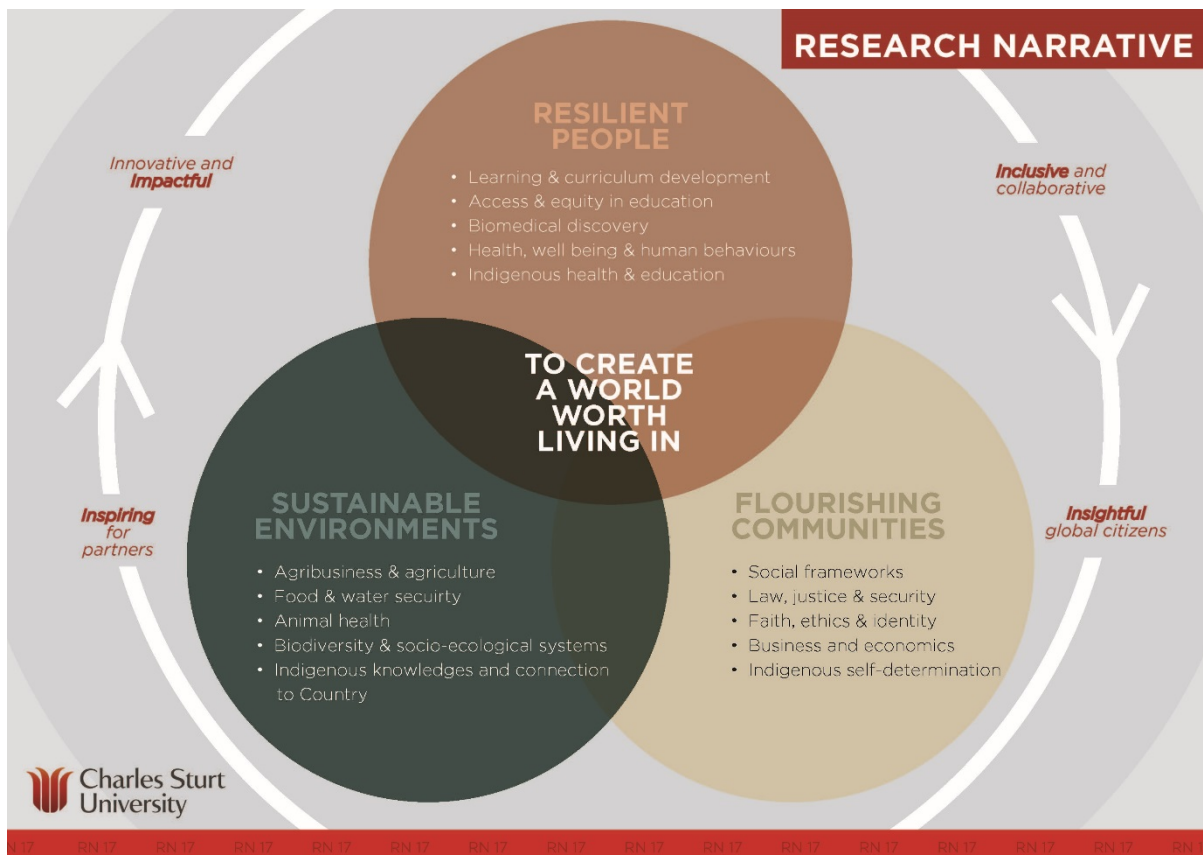 RESEARCH NARRATIVE
RESILIENT
PEOPLE
• Learning & curriculum development
• Access & equity in education
• Biomedical discovery
• Health, well being & human behaviours
• Indigenous health & education
Innovative and
Impactful
Inclusive and
collaborative
TO CREATE
A WORLD
WORTH
LIVING IN
SUSTAINABLE
ENVIRONMENTS
• Agribusiness & agriculture
• Food & water secuirty
• Animal health
• Biodiversity & socio-ecological systems
• Indigenous knowledges and connection
to Country
FLOURISHING
COMMUNITIES
• Social frameworks
• Law, justice & security
• Faith, ethics & identity
• Business and economics
• Indigenous self-determination
Inspiring
for
partners
Insightful
global citizens
Charles Sturt
University
N 17 RN 17 RN 17 RN 17 RN 17 RN 17 RN 17 RN 17 RN 17 RN 17 RN 17 RN 17 RN 17 RN 17 RN 17 RN 1